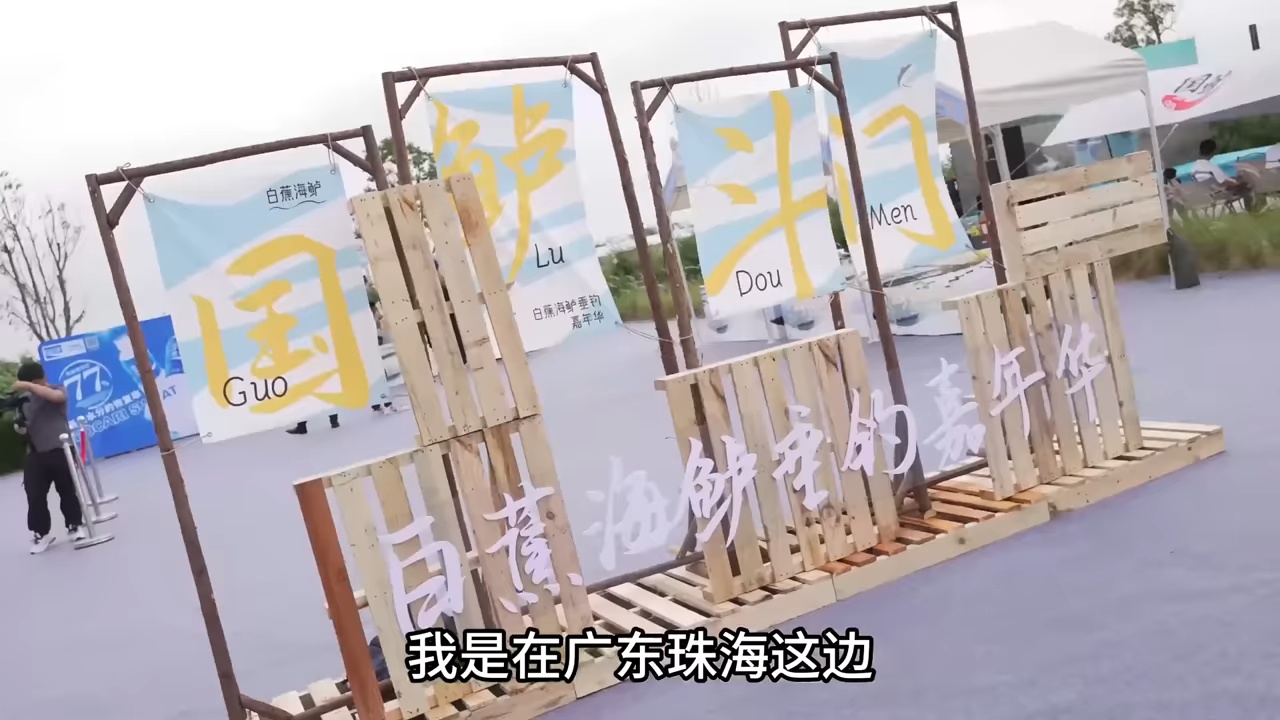 白蕉海鲈
国
Guo
鲈
Lu
白蕉海鲈垂钓
嘉年华
斗
Dou
门
Men
77%
白蕉海鲈垂钓嘉年华
我是在广东珠海这边